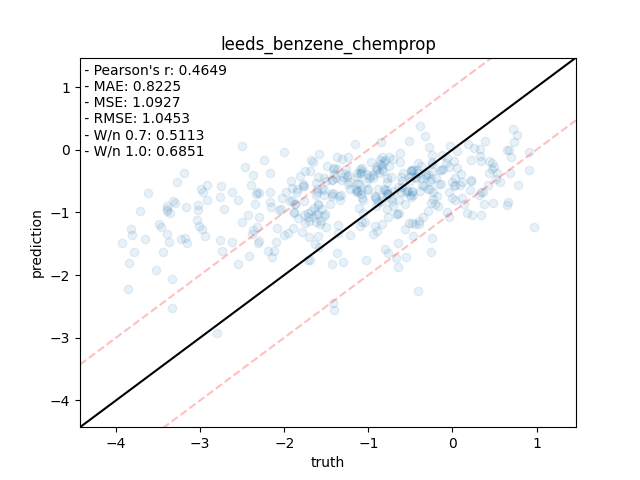 leeds_benzene_chemprop
- Pearson's r: 0.4649
- MAE: 0.8225
- MSE: 1.0927
- RMSE: 1.0453
- W/n 0.7: 0.5113
- W/n 1.0: 0.6851
1
0
−1
−2
−3
−4
prediction
−4 −3 −2 −1 0 1
truth